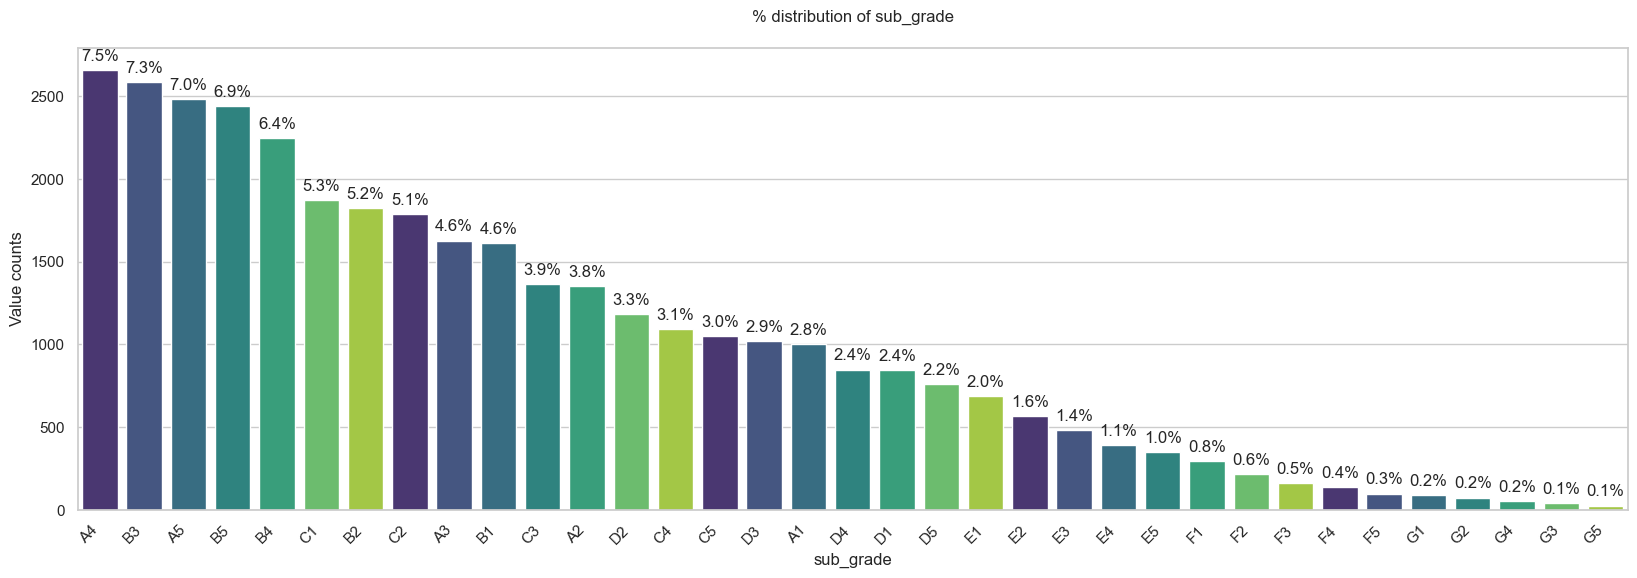 % distribution of sub_grade
7.5%
7.3%
7.0%
6.9%
6.4%
5.3%
5.2%
5.1%
4.6%
4.6%
3.9%
3.8%
3.3%
3.1%
3.0%
2.9%
2.8%
2.4%
2.4%
2.2%
2.0%
1.6%
1.4%
1.1%
1.0%
0.8%
0.6%
0.5%
0.4%
0.3%
0.2%
0.2%
0.2%
0.1%
0.1%
Value counts
2500
2000
1500
1000
500
0
A4
B3
A5
B5
B4
C1
B2
C2
A3
B1
C3
A2
D2
C4
C5
D3
A1
D4
D1
D5
E1
E2
E3
E4
E5
F1
F2
F3
F4
F5
G1
G2
G4
G3
G5
sub_grade